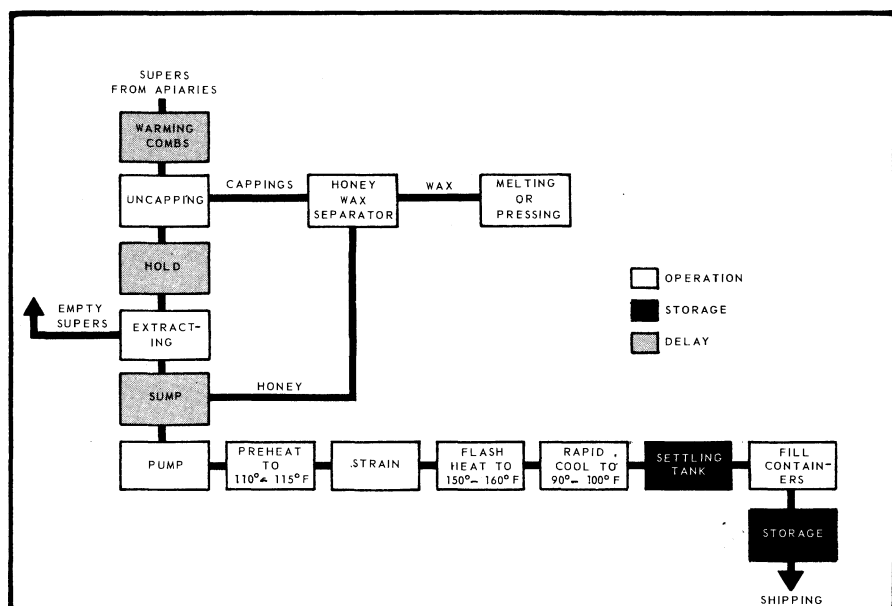 SUPERS
FROM APIARIES
WARMING
COMBS
UNCAPPING
CAPPINGS
HONEY
WAX
SEPARATOR
WAX
MELTING
OR
PRESSING
HOLD
EMPTY
SUPERS
EXTRACT-
ING
SUMP
HONEY
OPERATION
STORAGE
DELAY
PUMP
PREHEAT
TO
110°- 115°F
STRAIN
FLASH
HEAT TO
150°- 160°F
RAPID
COOL TO
90°- 100°F
SETTLING
TANK
FILL
CONTAIN-
ERS
STORAGE
SHIPPING